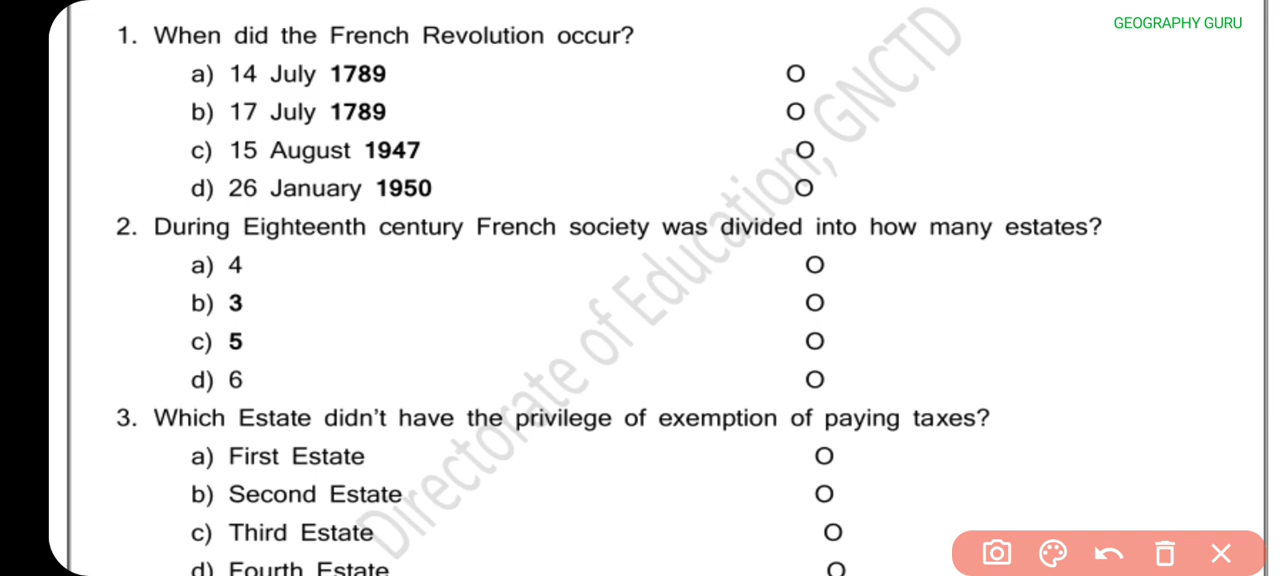 GEOGRAPHY GURU
1. When did the French Revolution occur?
a) 14 July 1789 O
b) 17 July 1789 O
c) 15 August 1947 O
d) 26 January 1950 O
2. During Eighteenth century French society was divided into how many estates?
a) 4 O
b) 3 O
c) 5 O
d) 6 O
3. Which Estate didn't have the privilege of exemption of paying taxes?
a) First Estate O
b) Second Estate O
c) Third Estate O
d) Fourth Estate O
Directorate of Education, GNCTD